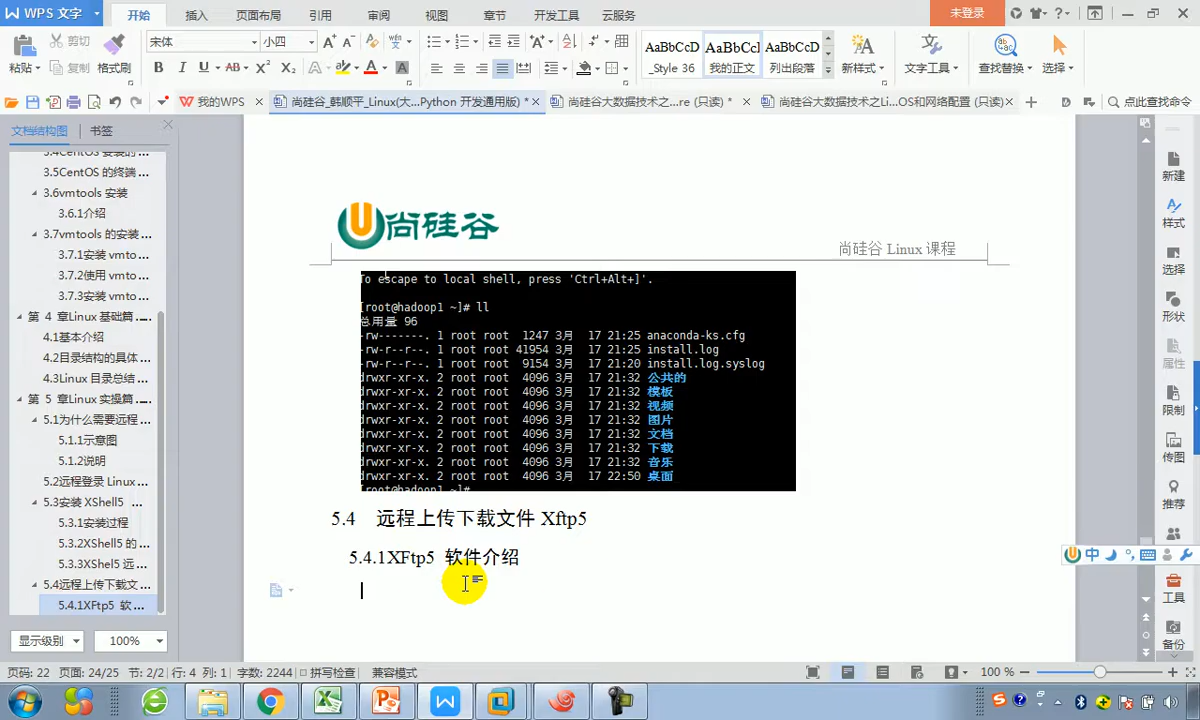 W WPS 文字
开始
插入
页面布局
引用
审阅
视图
章节
开发工具
云服务
未登录
剪切
粘贴
复制
格式刷
宋体
小四
AaBbCcD
_Style 36
AaBbCcI
我的正文
AaBbCcD
列出段落
新样式
文字工具
查找替换
选择
我的WPS
尚硅谷_韩顺平_Linux(大...Python 开发通用版) *
尚硅谷大数据技术之...re (只读) *
尚硅谷大数据技术之Li...OS和网络配置 (只读)
点此查找命令
文档结构图
书签
3.4CentOS 安装的 ...
3.5CentOS 的终端 ...
3.6vmtools 安装
3.6.1介绍
3.7vmtools 的安装...
3.7.1安装 vmto...
3.7.2使用 vmto...
3.7.3安装 vmto...
第 4 章Linux 基础篇...
4.1基本介绍
4.2目录结构的具体...
4.3Linux 目录总结...
第 5 章Linux 实操篇...
5.1为什么需要远程...
5.1.1示意图
5.1.2说明
5.2远程登录 Linux...
5.3安装 XShell5 ...
5.3.1安装过程
5.3.2XShell5 的...
5.3.3XShel5 远...
5.4远程上传下载文...
5.4.1XFtp5 软...
显示级别
100%
尚硅谷
尚硅谷 Linux 课程
To escape to local shell, press 'Ctrl+Alt+]'.
[root@hadoop1 ~]# ll
总用量 96
-rw-------. 1 root root 1247 3月 17 21:25 anaconda-ks.cfg
-rw-r--r--. 1 root root 41954 3月 17 21:25 install.log
-rw-r--r--. 1 root root 9154 3月 17 21:20 install.log.syslog
drwxr-xr-x. 2 root root 4096 3月 17 21:32 公共的
drwxr-xr-x. 2 root root 4096 3月 17 21:32 模板
drwxr-xr-x. 2 root root 4096 3月 17 21:32 视频
drwxr-xr-x. 2 root root 4096 3月 17 21:32 图片
drwxr-xr-x. 2 root root 4096 3月 17 21:32 文档
drwxr-xr-x. 2 root root 4096 3月 17 21:32 下载
drwxr-xr-x. 2 root root 4096 3月 17 21:32 音乐
drwxr-xr-x. 2 root root 4096 3月 17 22:50 桌面
[root@hadoop1 ~]#
5.4 远程上传下载文件 Xftp5
5.4.1XFtp5 软件介绍
新建
样式
选择
形状
属性
限制
传图
推荐
工具
备份
中
页码: 22 页面: 24/25 节: 2/2 行: 4 列: 1 字数: 2244 拼写检查 兼容模式
100 %